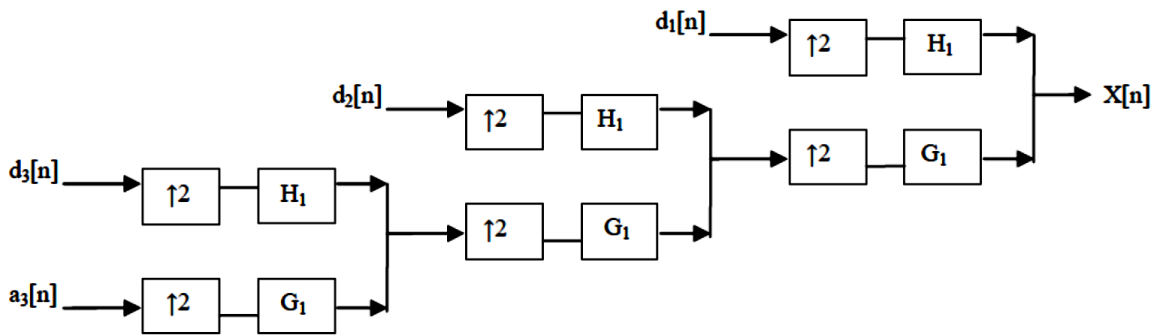 d₁[n] ↑2 H₁
X[n]
d₂[n] ↑2 H₁
↑2 G₁
d₃[n] ↑2 H₁
↑2 G₁
a₃[n] ↑2 G₁